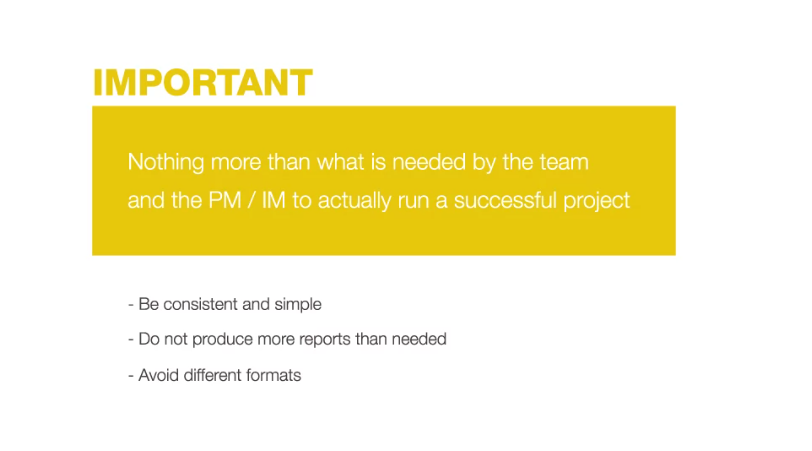 IMPORTANT
Nothing more than what is needed by the team
and the PM / IM to actually run a successful project
- Be consistent and simple
- Do not produce more reports than needed
- Avoid different formats